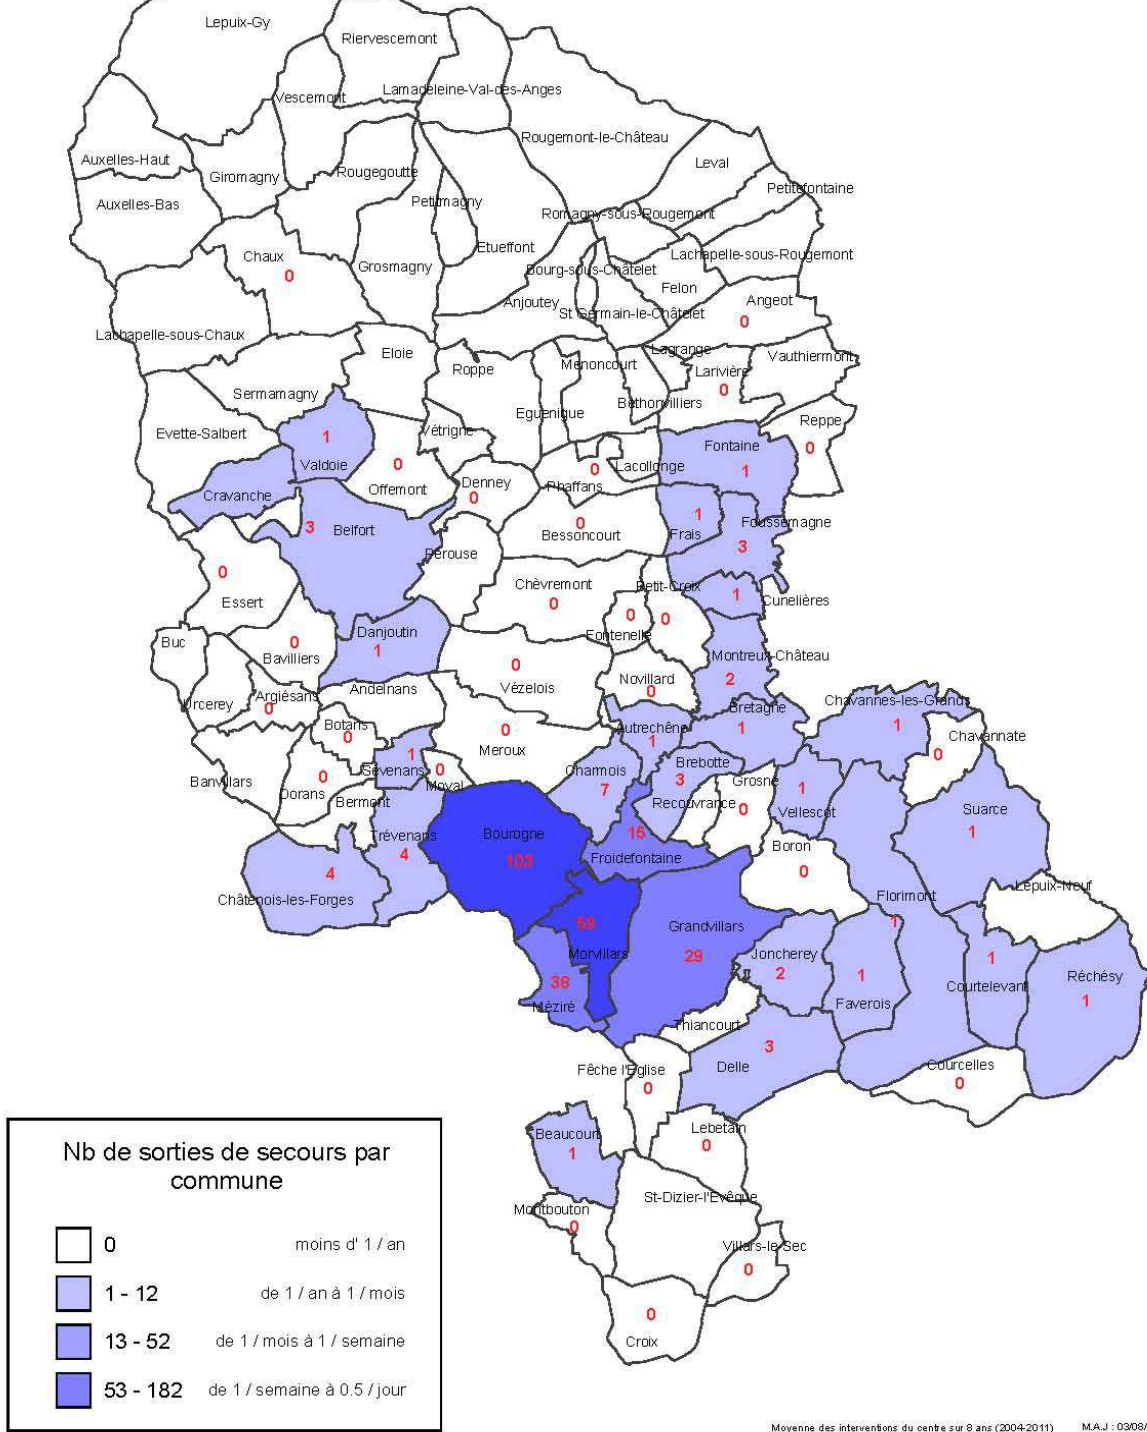 Lepuix-Gy
Riervescemont
Vescemont
Lamadeleine-Val-des-Anges
Rougemont-le-Château
Auxelles-Haut
Giromagny
Rougegoutte
Leval
Petitefontaine
Auxelles-Bas
Petitmagny
Romagny-sous-Rougemont
Etueffont
Chaux
0
Grosmagny
Bourg-sous-Châtelet
Lachapelle-sous-Rougemont
Felon
Anjoutey
St Germain-le-Châtelet
Angeot
0
Lachapelle-sous-Chaux
Eloie
Roppe
Menoncourt
Lagrange
Larivière
0
Vauthiermont
Sermamagny
Eguenigue
Bethonvilliers
Evette-Salbert
Vétrigne
Reppe
0
1
Valdoie
0
Offemont
Fontaine
1
Lacollonge
0
Phaffans
Denney
0
Cravanche
3
Belfort
0
Bessoncourt
1
Frais
Foussemagne
3
Pérouse
0
Essert
Chèvremont
0
Petit-Croix
0
1
Cunelières
0
Fontenelle
Buc
0
Bavilliers
Danjoutin
1
0
Vézelois
Novillard
0
Montreux-Château
2
Urcerey
Argiésans
0
Andelnans
Botans
0
0
Meroux
Autrechêne
1
Bretagne
1
Chavannes-les-Grands
1
Chavannate
0
Banvillars
0
Dorans
1
Sévenans
0
Moval
Charmois
7
Brebotte
3
Grosne
0
1
Vellescot
Bermont
Recouvrance
Suarce
1
Trévenans
4
Bourogne
103
15
Froidefontaine
Boron
0
4
Châtenois-les-Forges
Florimont
1
Lepuix-Neuf
59
Morvillars
Grandvillars
29
Joncherey
2
1
Faverois
1
Courtelevant
Réchésy
1
38
Méziré
Thiancourt
3
Delle
Courcelles
0
Fêche l'Eglise
0
Beaucourt
1
Lebetain
0
St-Dizier-l'Evêque
Montbouton
0
Villars-le-Sec
0
0
Croix
Nb de sorties de secours par
commune
0 moins d' 1 / an
1 - 12 de 1 / an à 1 / mois
13 - 52 de 1 / mois à 1 / semaine
53 - 182 de 1 / semaine à 0.5 / jour
Moyenne des interventions du centre sur 8 ans (2004-2011) M.A.J : 03/08/